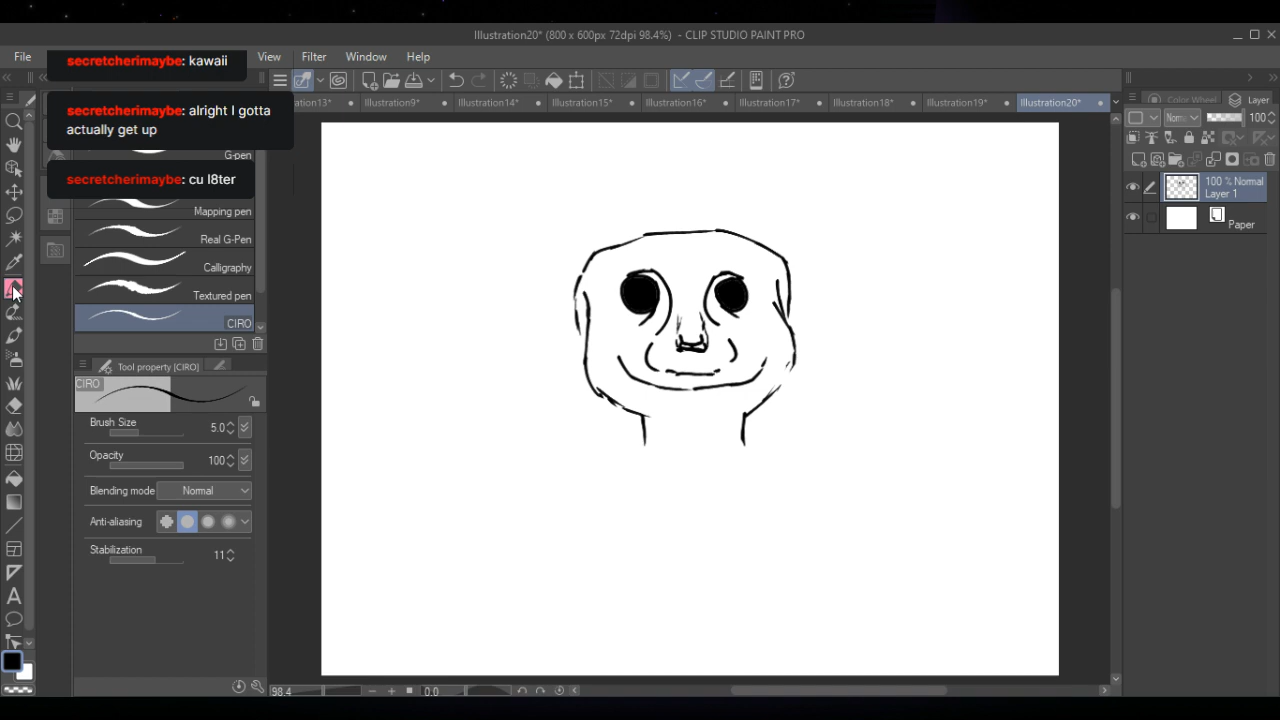 Illustration20* (800 x 600px 72dpi 98.4%) - CLIP STUDIO PAINT PRO
File
View
Filter
Window
Help
secretcherimaybe: kawaii
secretcherimaybe: alright I gotta
actually get up
secretcherimaybe: cu l8ter
Illustration9*
Illustration14*
Illustration15*
Illustration16*
Illustration17*
Illustration18*
Illustration19*
Illustration20*
G-pen
Mapping pen
Real G-Pen
Calligraphy
Textured pen
CIRO
Tool property [CIRO]
CIRO
Brush Size
5.0
Opacity
100
Blending mode
Normal
Anti-aliasing
Stabilization
11
A
98.4
0.0
Color Wheel
Layer
100
100 % Normal
Layer 1
Paper